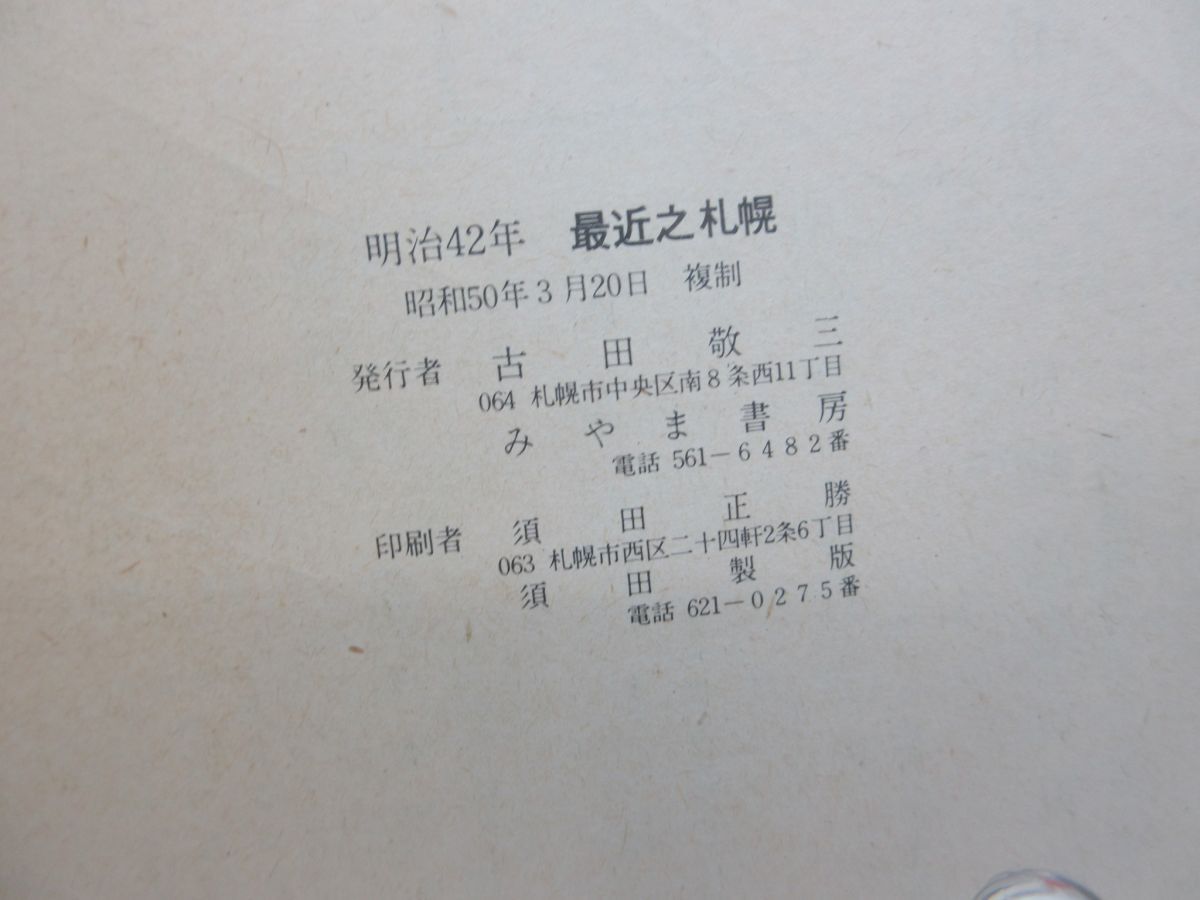 明治42年 最近之札幌
昭和50年3月20日 複制
発行者 古田敬三
064 札幌市中央区南8条西11丁目
みやま書房
電話 561-6482番
印刷者 須田正勝
063 札幌市西区二十四軒2条6丁目
須田製版
電話 621-0275番